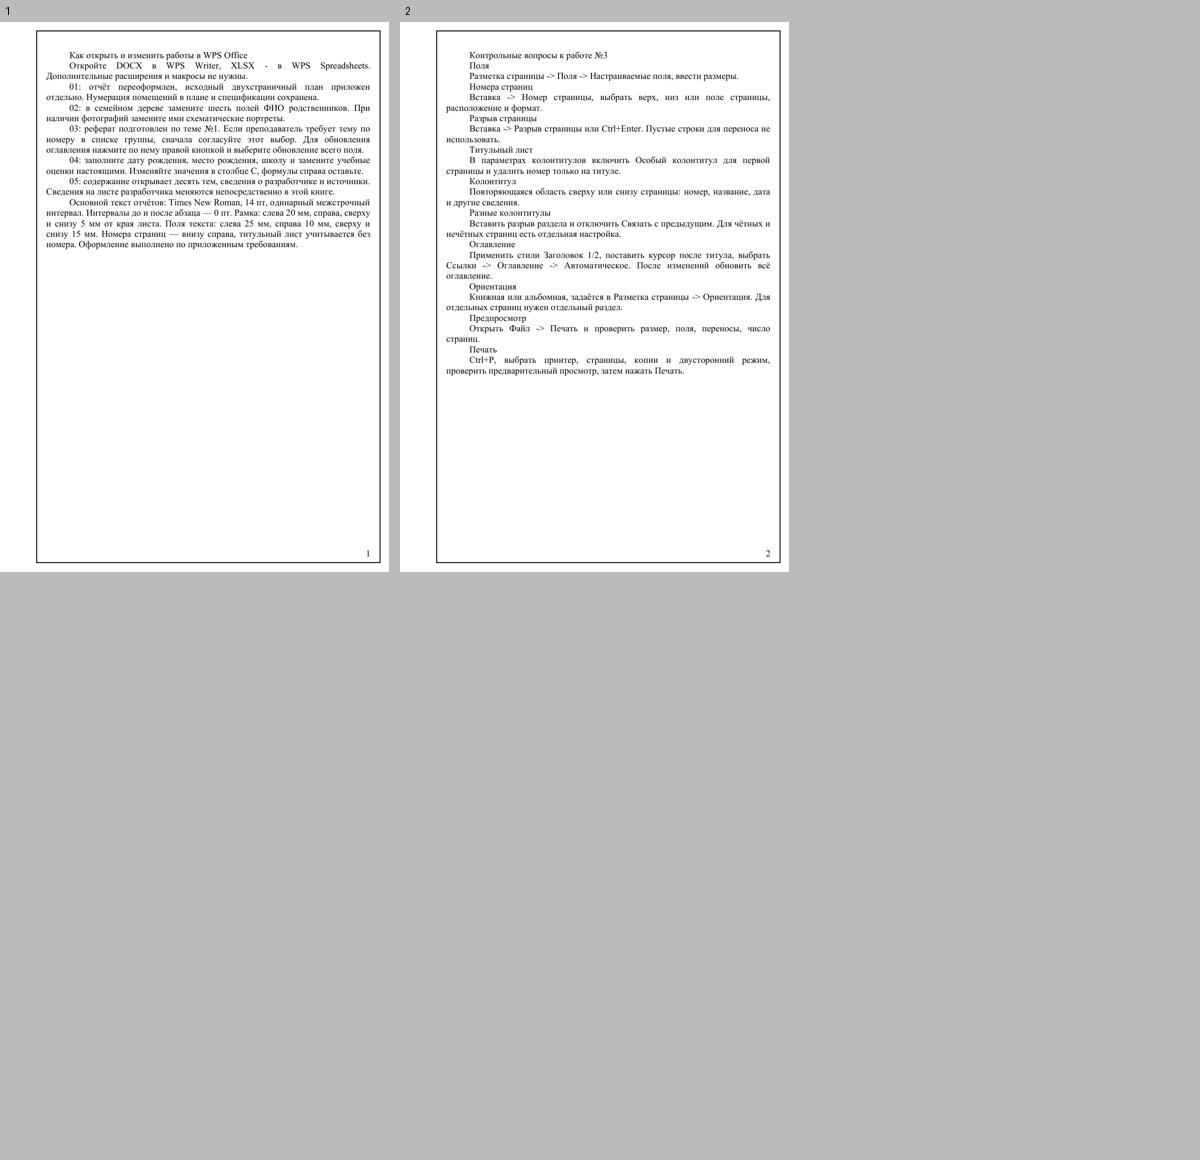 1
Как открыть и изменить работы в WPS Office
Откройте DOCX в WPS Writer, XLSX - в WPS Spreadsheets.
Дополнительные расширения и макросы не нужны.
01: отчёт переоформлен, исходный двухстраничный план приложен
отдельно. Нумерация помещений в плане и спецификации сохранена.
02: в семейном дереве замените шесть полей ФИО родственников. При
наличии фотографий замените ими схематические портреты.
03: реферат подготовлен по теме №1. Если преподаватель требует тему по
номеру в списке группы, сначала согласуйте этот выбор. Для обновления
оглавления нажмите по нему правой кнопкой и выберите обновление всего поля.
04: заполните дату рождения, место рождения, школу и замените учебные
оценки настоящими. Изменяйте значения в столбце C, формулы справа оставьте.
05: содержание открывает десять тем, сведения о разработчике и источники.
Сведения на листе разработчика меняются непосредственно в этой книге.
Основной текст отчётов: Times New Roman, 14 пт, одинарный межстрочный
интервал. Интервалы до и после абзаца — 0 пт. Рамка: слева 20 мм, справа, сверху
и снизу 5 мм от края листа. Поля текста: слева 25 мм, справа 10 мм, сверху и
снизу 15 мм. Номера страниц — внизу справа, титульный лист учитывается без
номера. Оформление выполнено по приложенным требованиям.
1
2
Контрольные вопросы к работе №3
Поля
Разметка страницы -> Поля -> Настраиваемые поля, ввести размеры.
Номера страниц
Вставка -> Номер страницы, выбрать верх, низ или поле страницы,
расположение и формат.
Разрыв страницы
Вставка -> Разрыв страницы или Ctrl+Enter. Пустые строки для переноса не
использовать.
Титульный лист
В параметрах колонтитулов включить Особый колонтитул для первой
страницы и удалить номер только на титуле.
Колонтитул
Повторяющаяся область сверху или снизу страницы: номер, название, дата
и другие сведения.
Разные колонтитулы
Вставить разрыв раздела и отключить Связать с предыдущим. Для чётных и
нечётных страниц есть отдельная настройка.
Оглавление
Применить стили Заголовок 1/2, поставить курсор после титула, выбрать
Ссылки -> Оглавление -> Автоматическое. После изменений обновить всё
оглавление.
Ориентация
Книжная или альбомная, задаётся в Разметка страницы -> Ориентация. Для
отдельных страниц нужен отдельный раздел.
Предпросмотр
Открыть Файл -> Печать и проверить размер, поля, переносы, число
страниц.
Печать
Ctrl+P, выбрать принтер, страницы, копии и двусторонний режим,
проверить предварительный просмотр, затем нажать Печать.
2